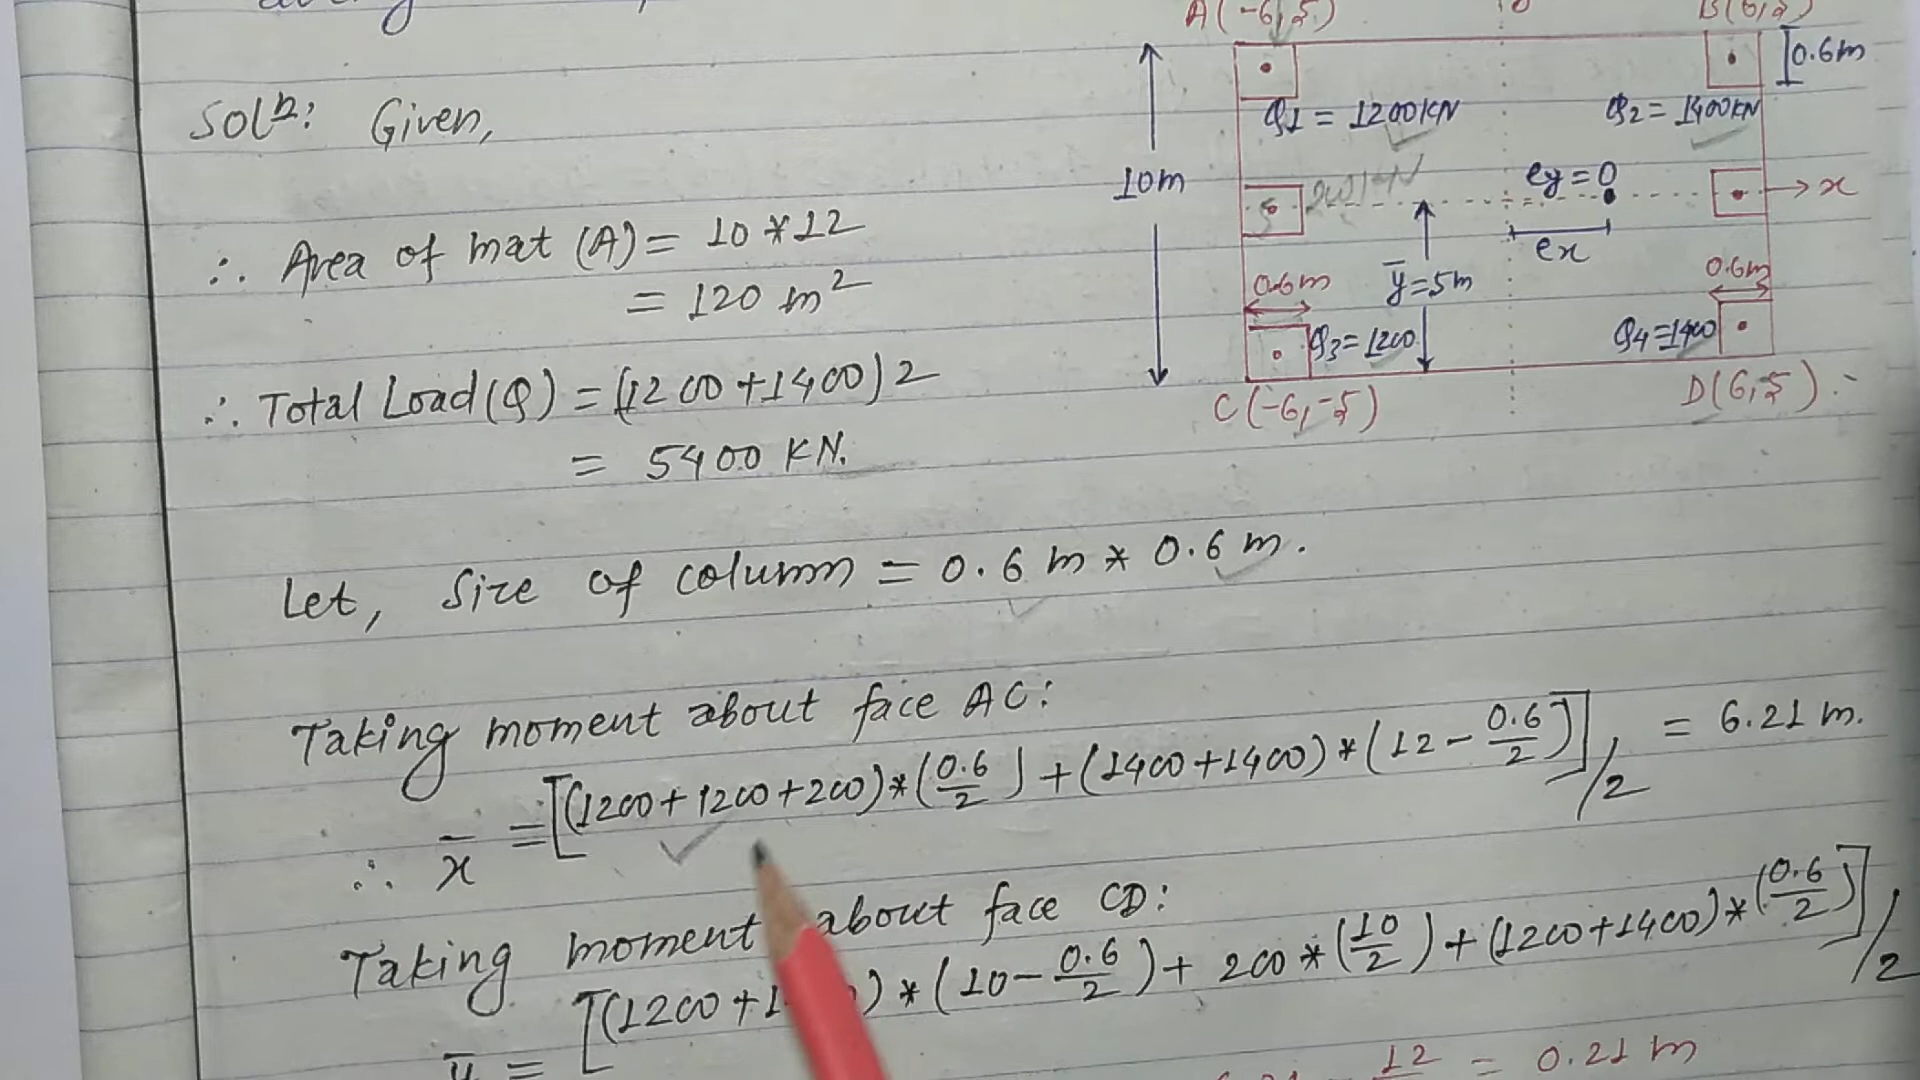 A(-6,5) B(6,5)
0.6m
Solⁿ: Given,
Q1 = 1200KN Q2 = 1400KN
10m
200KN ey=0 → x
∴ Area of mat (A) = 10*12
= 120 m²
ex
0.6m ȳ=5m 0.6m
Q3=1200 Q4=1400
C(-6,-5) D(6,-5)
∴ Total Load(Q) = (1200+1400)2
= 5400 KN.
Let, Size of column = 0.6 m * 0.6 m.
Taking moment about face AC:
∴ x̄ = [(1200+1200+200)*(0.6/2)+(1400+1400)*(12-0.6/2)]/2 = 6.21 m.
Taking moment about face CD:
ȳ = [(1200+1 )*(10-0.6/2)+200*(10/2)+(1200+1400)*(0.6/2)]/2
12 = 0.21 m